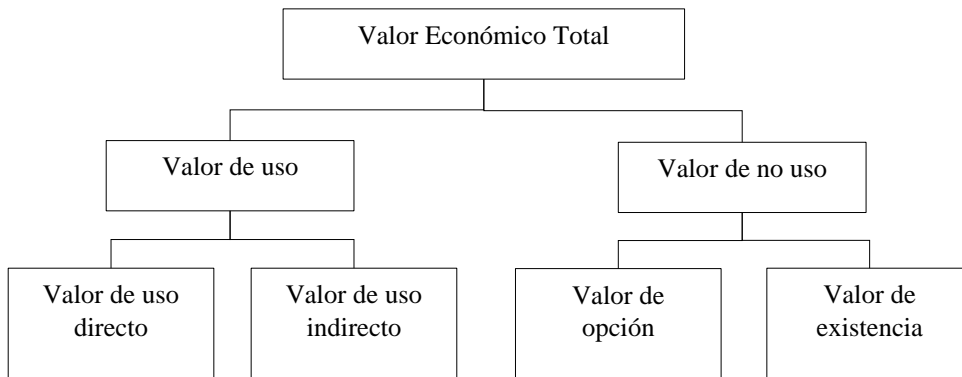 Valor Económico Total
Valor de uso
Valor de no uso
Valor de uso
directo
Valor de uso
indirecto
Valor de
opción
Valor de
existencia